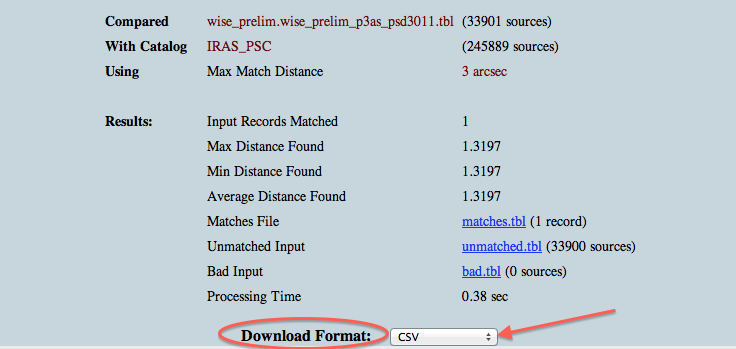 Compared wise_prelim.wise_prelim_p3as_psd3011.tbl (33901 sources)
With Catalog IRAS_PSC (245889 sources)
Using Max Match Distance 3 arcsec
Results: Input Records Matched 1
Max Distance Found 1.3197
Min Distance Found 1.3197
Average Distance Found 1.3197
Matches File matches.tbl (1 record)
Unmatched Input unmatched.tbl (33900 sources)
Bad Input bad.tbl (0 sources)
Processing Time 0.38 sec
Download Format: CSV